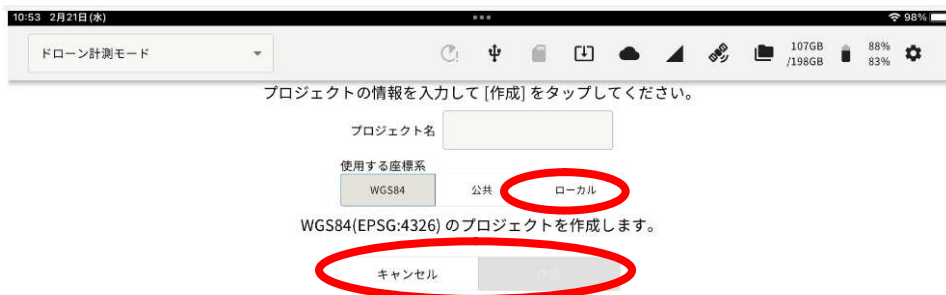 10:53 2月21日(水) 98%
ドローン計測モード 107GB 88%
/198GB 83%
プロジェクトの情報を入力して [作成] をタップしてください。
プロジェクト名
使用する座標系
WGS84 公共 ローカル
WGS84(EPSG:4326) のプロジェクトを作成します。
キャンセル 作成